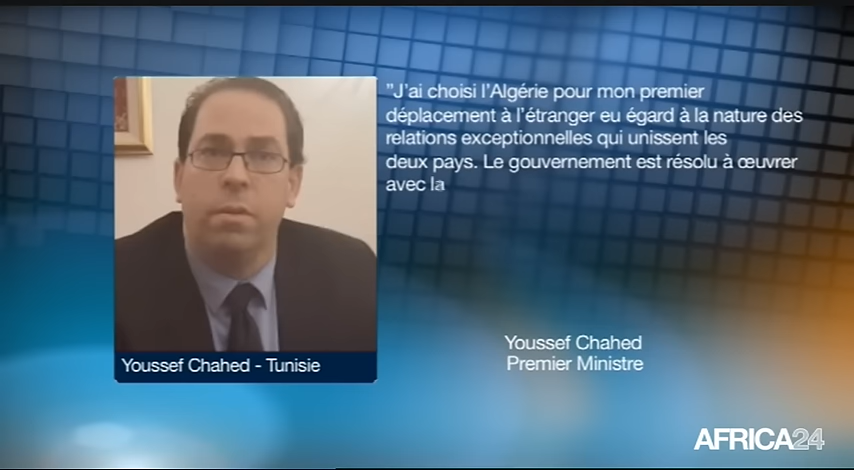 "J'ai choisi l'Algérie pour mon premier
déplacement à l'étranger eu égard à la nature des
relations exceptionnelles qui unissent les
deux pays. Le gouvernement est résolu à œuvrer
avec la
Youssef Chahed
Premier Ministre
Youssef Chahed - Tunisie
AFRICA24